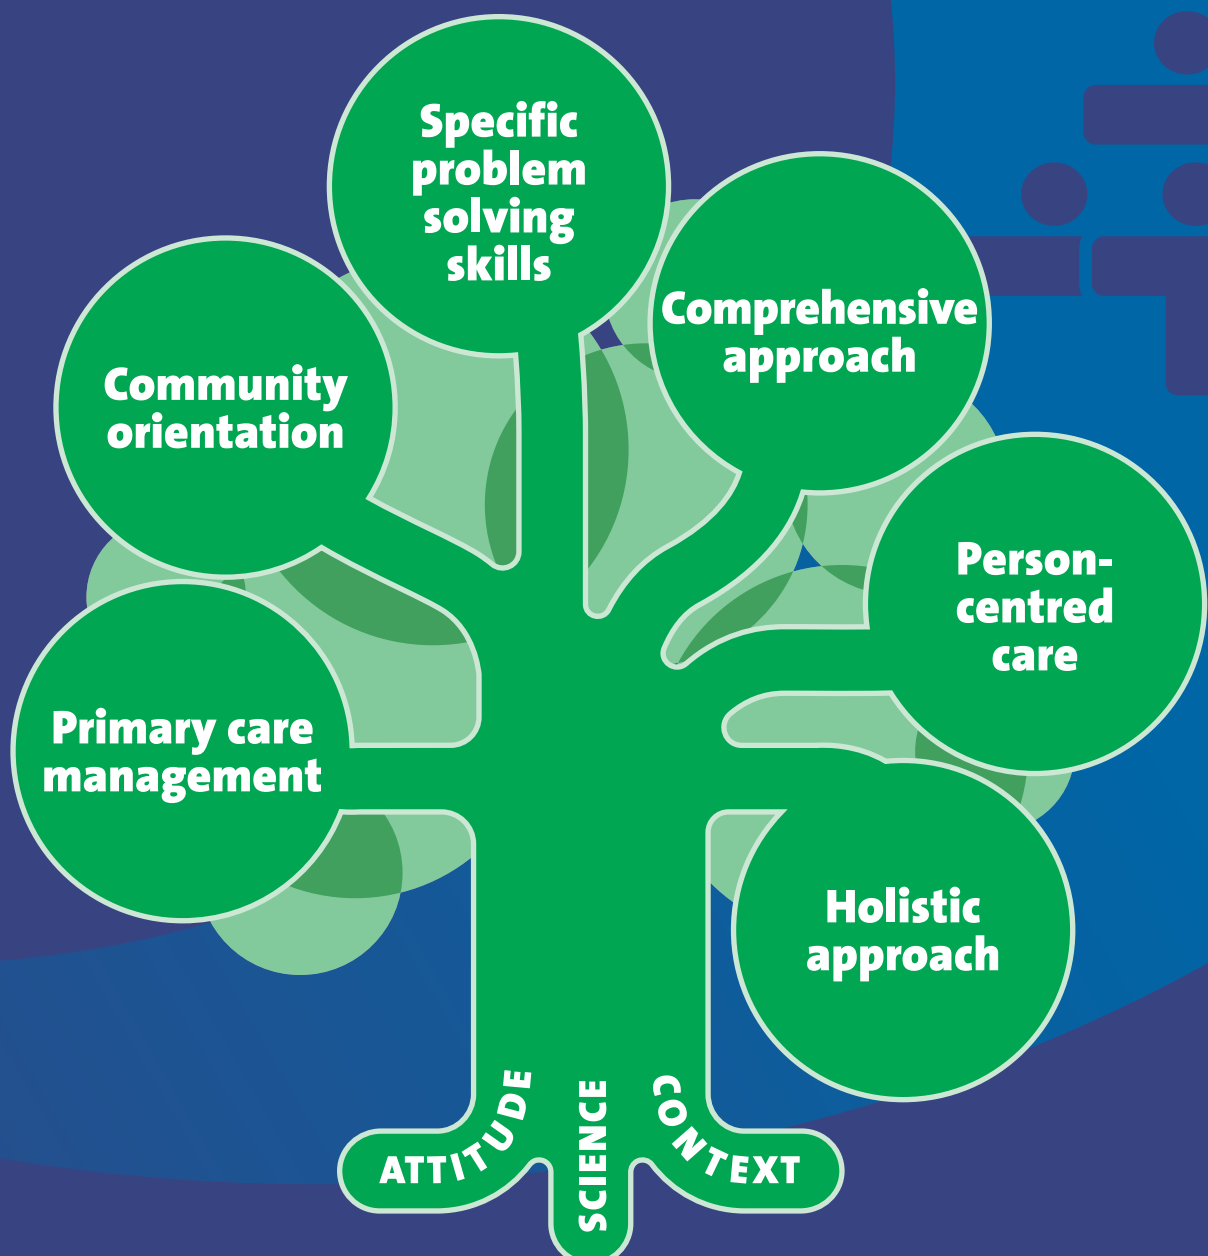 Specific
problem
solving
skills
Comprehensive
approach
Community
orientation
Person-
centred
care
Primary care
management
Holistic
approach
ATTITUDE
SCIENCE
CONTEXT